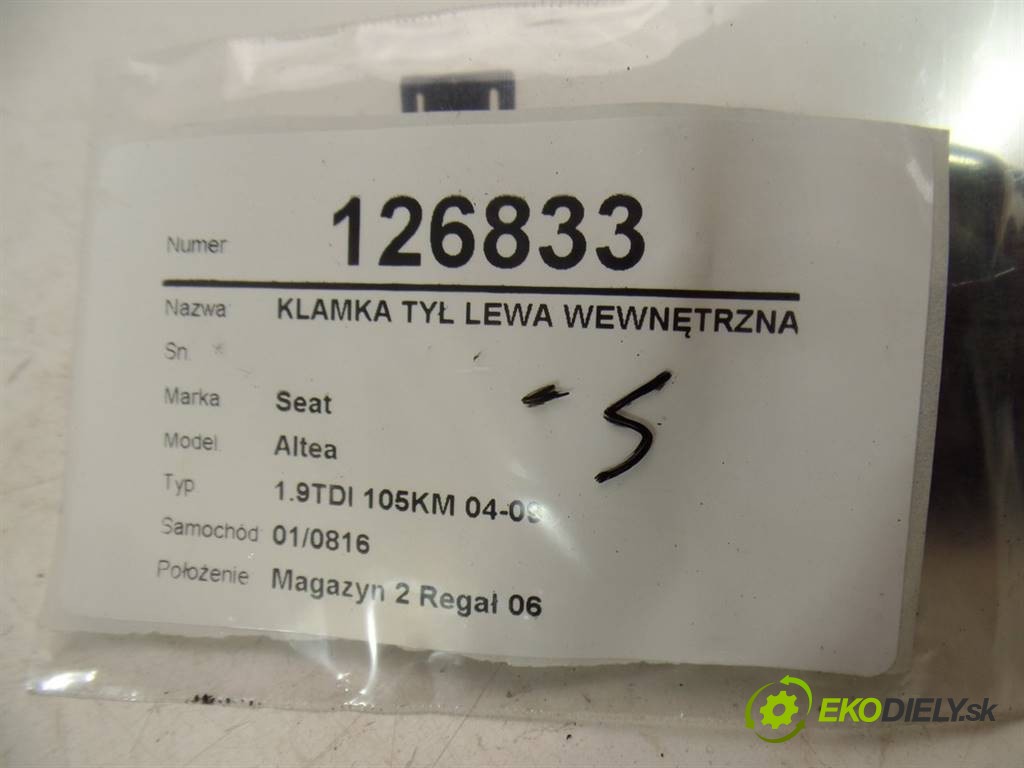 Numer: 126833
Nazwa: KLAMKA TYŁ LEWA WEWNĘTRZNA
Sn:
Marka: Seat
Model: Altea
Typ: 1.9TDI 105KM 04-09
Samochód: 01/0816
Położenie: Magazyn 2 Regał 06
EKODIELY.sk